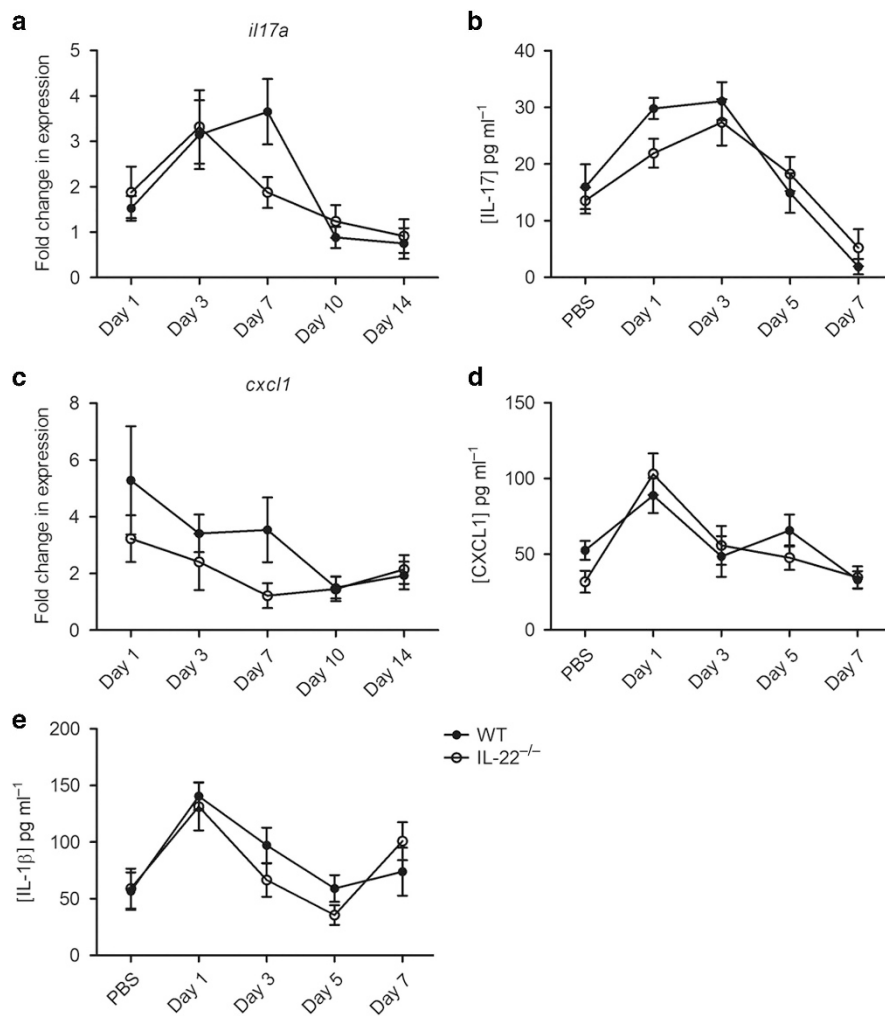 a
il17a
Fold change in expression
5
4
3
2
1
0
Day 1
Day 3
Day 7
Day 10
Day 14
b
[IL-17] pg ml⁻¹
40
30
20
10
0
PBS
Day 1
Day 3
Day 5
Day 7
c
cxcl1
Fold change in expression
8
6
4
2
0
Day 1
Day 3
Day 7
Day 10
Day 14
d
[CXCL1] pg ml⁻¹
150
100
50
0
PBS
Day 1
Day 3
Day 5
Day 7
e
[IL-1β] pg ml⁻¹
200
150
100
50
0
PBS
Day 1
Day 3
Day 5
Day 7
WT
IL-22⁻/⁻